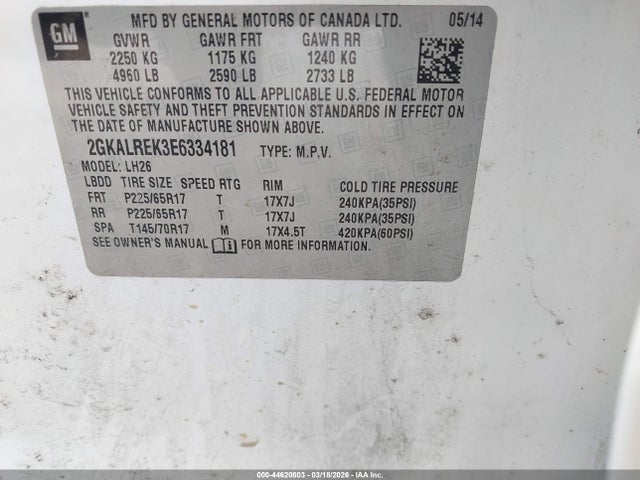 GM
MFD BY GENERAL MOTORS OF CANADA LTD. 05/14
GVWR GAWR FRT GAWR RR
2250 KG 1175 KG 1240 KG
4960 LB 2590 LB 2733 LB
THIS VEHICLE CONFORMS TO ALL APPLICABLE U.S. FEDERAL MOTOR
VEHICLE SAFETY AND THEFT PREVENTION STANDARDS IN EFFECT ON
THE DATE OF MANUFACTURE SHOWN ABOVE.
2GKALREK3E6334181 TYPE: M.P.V.
MODEL: LH26
LBDD TIRE SIZE SPEED RTG RIM COLD TIRE PRESSURE
FRT P225/65R17 T 17X7J 240KPA(35PSI)
RR P225/65R17 T 17X7J 240KPA(35PSI)
SPA T145/70R17 M 17X4.5T 420KPA(60PSI)
SEE OWNER'S MANUAL FOR MORE INFORMATION.
000-44620803 — 03/18/2026 — IAA Inc.